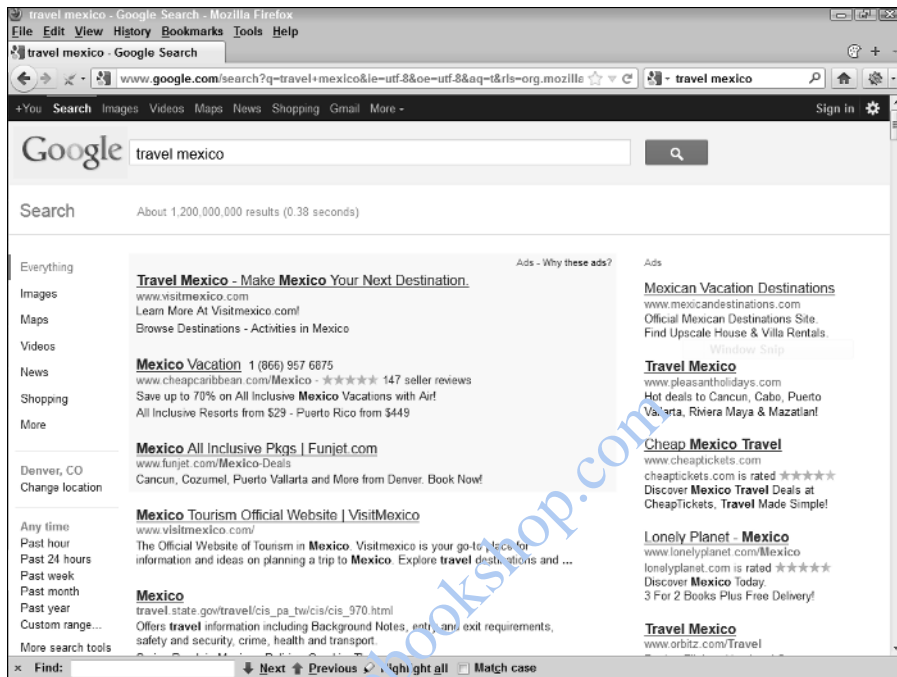 travel mexico - Google Search - Mozilla Firefox
File Edit View History Bookmarks Tools Help
travel mexico - Google Search
www.google.com/search?q=travel+mexico&ie=utf-8&oe=utf-8&aq=t&rls=org.mozilla
travel mexico
+You Search Images Videos Maps News Shopping Gmail More
Sign in
Google
travel mexico
Search
About 1,200,000,000 results (0.38 seconds)
Everything
Images
Maps
Videos
News
Shopping
More
Denver, CO
Change location
Any time
Past hour
Past 24 hours
Past week
Past month
Past year
Custom range...
More search tools
Ads - Why these ads?
Travel Mexico - Make Mexico Your Next Destination.
www.visitmexico.com
Learn More At Visitmexico.com!
Browse Destinations - Activities in Mexico
Mexico Vacation 1 (866) 957 6875
www.cheapcaribbean.com/Mexico - ★★★★★ 147 seller reviews
Save up to 70% on All Inclusive Mexico Vacations with Air!
All Inclusive Resorts from $29 - Puerto Rico from $449
Mexico All Inclusive Pkgs | Funjet.com
www.funjet.com/Mexico-Deals
Cancun, Cozumel, Puerto Vallarta and More from Denver. Book Now!
Mexico Tourism Official Website | VisitMexico
www.visitmexico.com/
The Official Website of Tourism in Mexico. Visitmexico is your go-to place for
information and ideas on planning a trip to Mexico. Explore travel destinations and ...
Mexico
travel.state.gov/travel/cis_pa_tw/cis/cis_970.html
Offers travel information including Background Notes, entry and exit requirements,
safety and security, crime, health and transport.
Ads
Mexican Vacation Destinations
www.mexicandestinations.com
Official Mexican Destinations Site.
Find Upscale House & Villa Rentals.
Window Snip
Travel Mexico
www.pleasantholidays.com
Hot deals to Cancun, Cabo, Puerto
Vallarta, Riviera Maya & Mazatlan!
Cheap Mexico Travel
www.cheaptickets.com
cheaptickets.com is rated ★★★★★
Discover Mexico Travel Deals at
CheapTickets, Travel Made Simple!
Lonely Planet - Mexico
www.lonelyplanet.com/Mexico
lonelyplanet.com is rated ★★★★★
Discover Mexico Today.
3 For 2 Books Plus Free Delivery!
Travel Mexico
www.orbitz.com/Travel
× Find:
Next Previous Highlight all Match case
bookshop.com